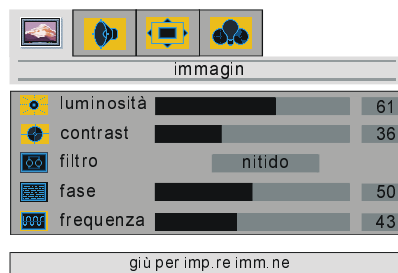 immagin
luminosità 61
contrast 36
filtro nitido
fase 50
frequenza 43
giù per imp.re imm.ne